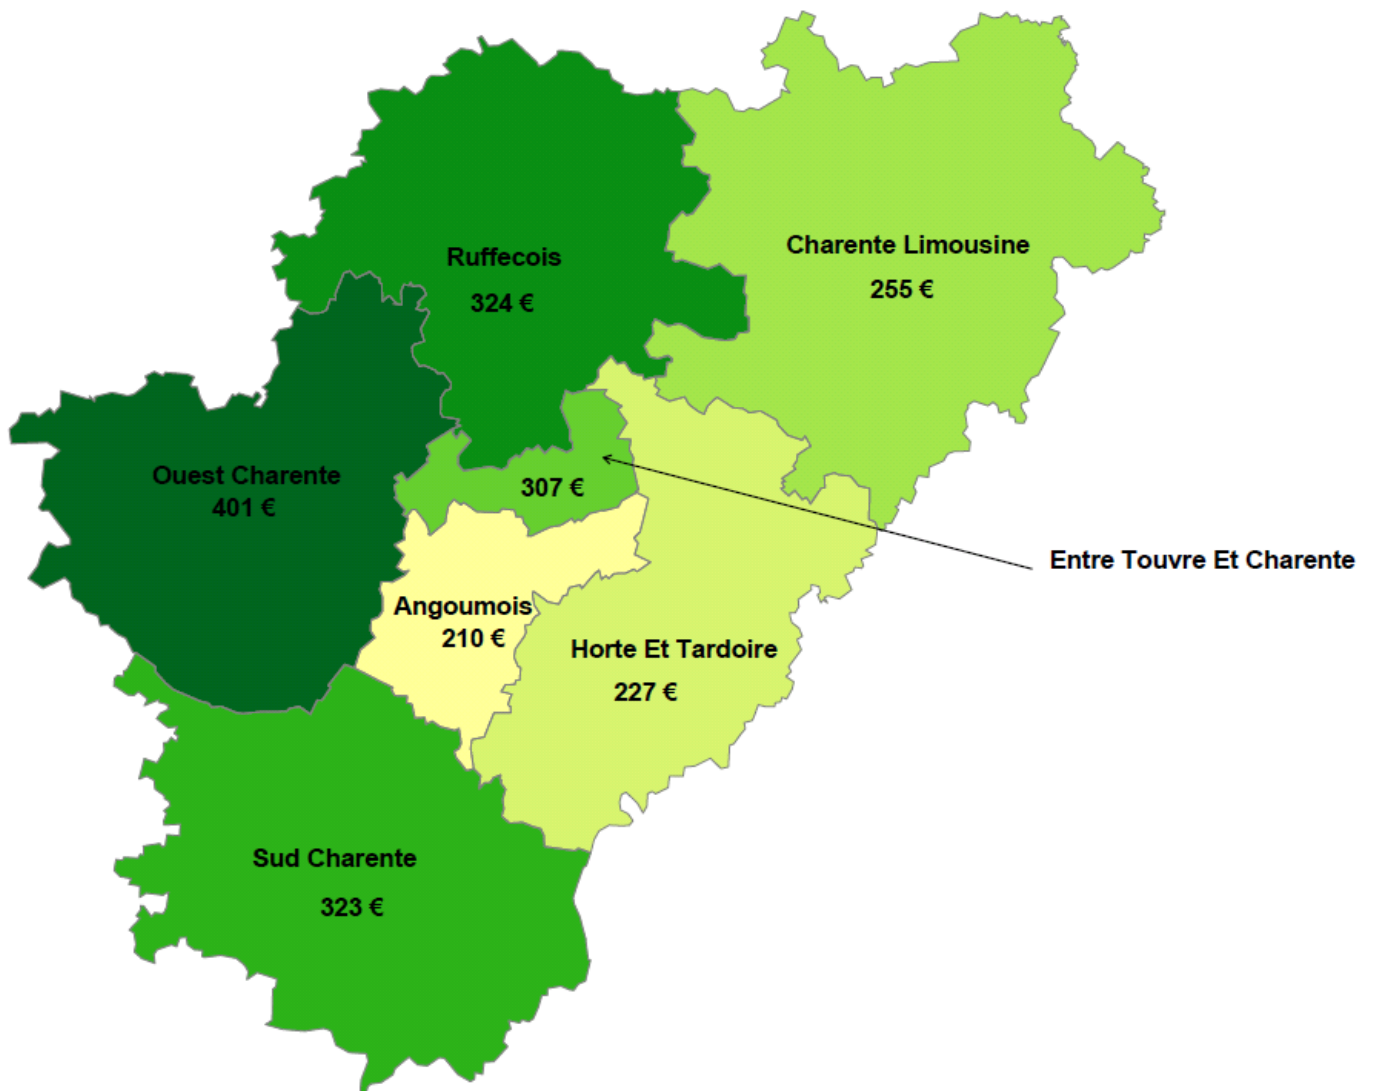 Charente Limousine
255 €
Ruffecois
324 €
Ouest Charente
401 €
307 €
Entre Touvre Et Charente
Angoumois
210 €
Horte Et Tardoire
227 €
Sud Charente
323 €